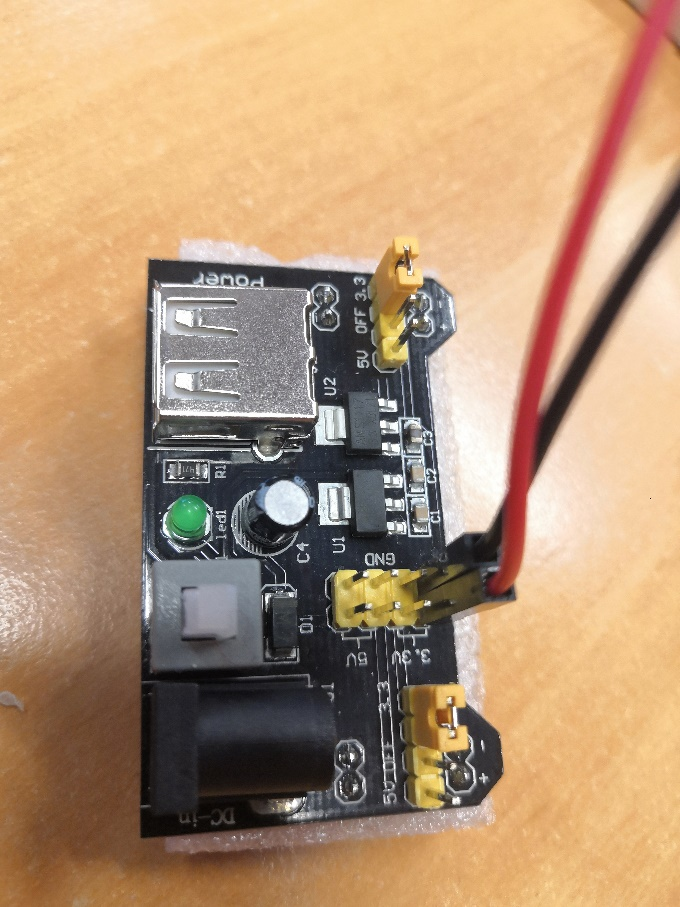 Power
3.3
OFF
5V
U2
C3
C2
C1
R1
471
led1
C4
U1
GND
D1
5V
3.3V
3.3
OFF
5V
-
+
DC-in